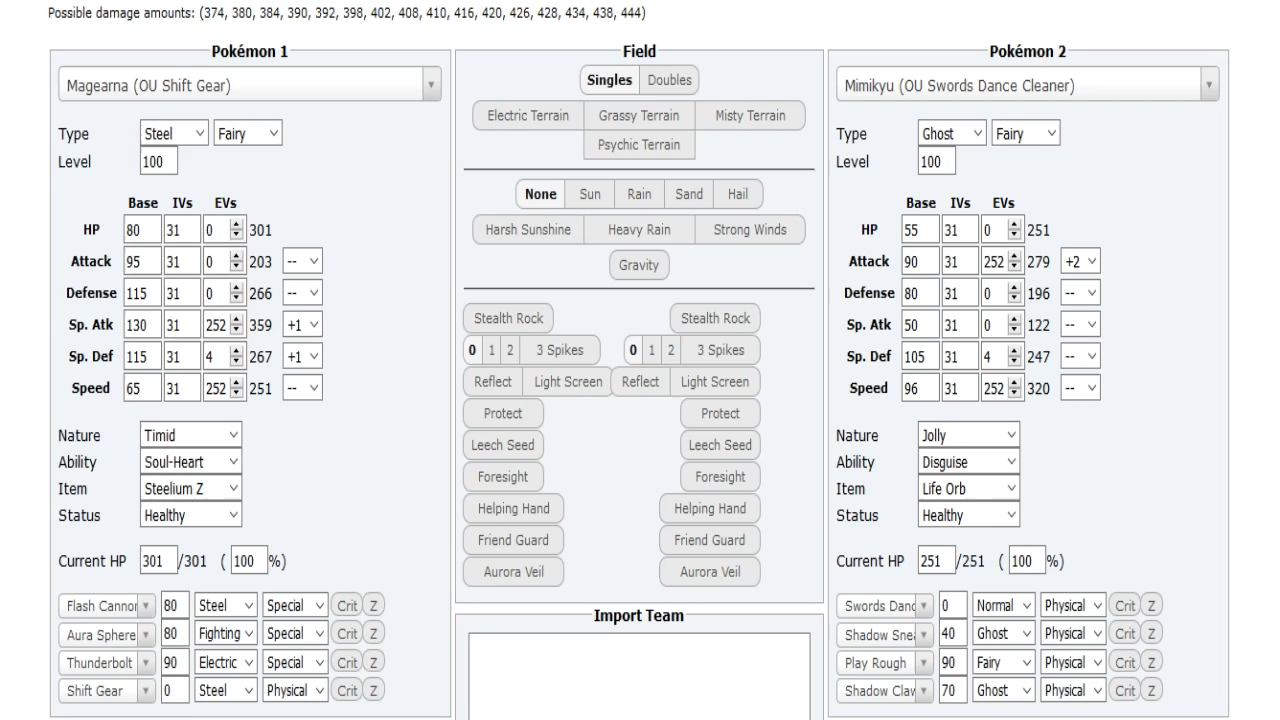 Possible damage amounts: (374, 380, 384, 390, 392, 398, 402, 408, 410, 416, 420, 426, 428, 434, 438, 444)
Pokémon 1
Magearna (OU Shift Gear)
Type Steel Fairy
Level 100
Base IVs EVs
HP 80 31 0 301
Attack 95 31 0 203 --
Defense 115 31 0 266 --
Sp. Atk 130 31 252 359 +1
Sp. Def 115 31 4 267 +1
Speed 65 31 252 251 --
Nature Timid
Ability Soul-Heart
Item Steelium Z
Status Healthy
Current HP 301 /301 ( 100 %)
Flash Cannon 80 Steel Special Crit Z
Aura Sphere 80 Fighting Special Crit Z
Thunderbolt 90 Electric Special Crit Z
Shift Gear 0 Steel Physical Crit Z
Field
Singles Doubles
Electric Terrain Grassy Terrain Misty Terrain
Psychic Terrain
None Sun Rain Sand Hail
Harsh Sunshine Heavy Rain Strong Winds
Gravity
Stealth Rock Stealth Rock
0 1 2 3 Spikes 0 1 2 3 Spikes
Reflect Light Screen Reflect Light Screen
Protect Protect
Leech Seed Leech Seed
Foresight Foresight
Helping Hand Helping Hand
Friend Guard Friend Guard
Aurora Veil Aurora Veil
Import Team
Pokémon 2
Mimikyu (OU Swords Dance Cleaner)
Type Ghost Fairy
Level 100
Base IVs EVs
HP 55 31 0 251
Attack 90 31 252 279 +2
Defense 80 31 0 196 --
Sp. Atk 50 31 0 122 --
Sp. Def 105 31 4 247 --
Speed 96 31 252 320 --
Nature Jolly
Ability Disguise
Item Life Orb
Status Healthy
Current HP 251 /251 ( 100 %)
Swords Danc 0 Normal Physical Crit Z
Shadow Snea 40 Ghost Physical Crit Z
Play Rough 90 Fairy Physical Crit Z
Shadow Claw 70 Ghost Physical Crit Z